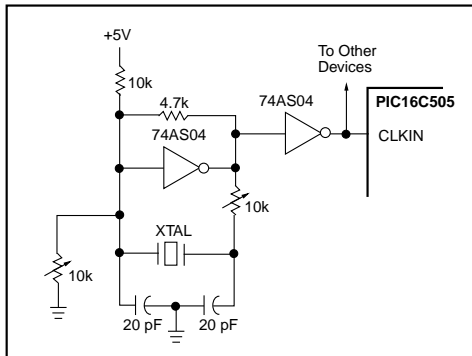 +5V
10k
4.7k
74AS04
74AS04
To Other
Devices
PIC16C505
CLKIN
10k
XTAL
10k
20 pF
20 pF